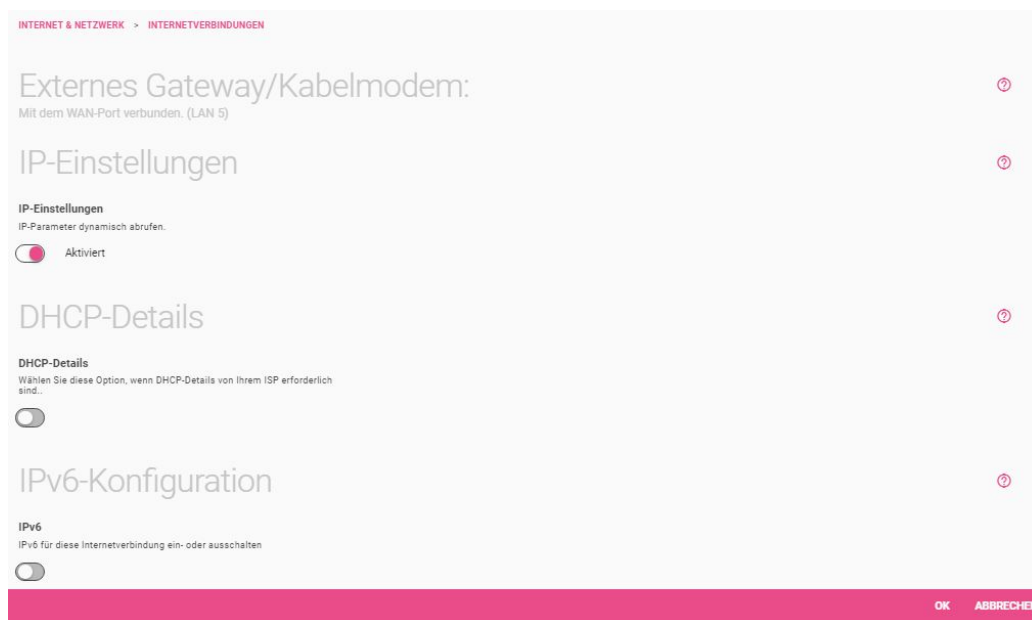 INTERNET & NETZWERK > INTERNETVERBINDUNGEN
Externes Gateway/Kabelmodem:
Mit dem WAN-Port verbunden. (LAN 5)
IP-Einstellungen
IP-Einstellungen
IP-Parameter dynamisch abrufen.
Aktiviert
DHCP-Details
DHCP-Details
Wählen Sie diese Option, wenn DHCP-Details von Ihrem ISP erforderlich
sind..
IPv6-Konfiguration
IPv6
IPv6 für diese Internetverbindung ein- oder ausschalten
OK ABBRECHEN